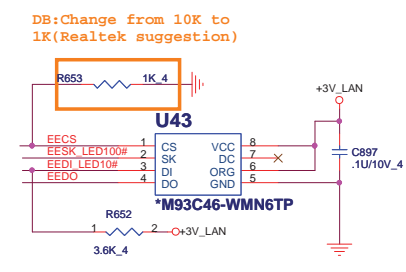 DB:Change from 10K to
1K(Realtek suggestion)
R653 1K_4
+3V_LAN
U43
EECS 1 CS VCC 8
EESK_LED100# 2 SK DC 7
EEDI_LED10# 3 DI ORG 6
EEDO 4 DO GND 5
C897
.1U/10V_4
*M93C46-WMN6TP
R652
1 2 +3V_LAN
3.6K_4